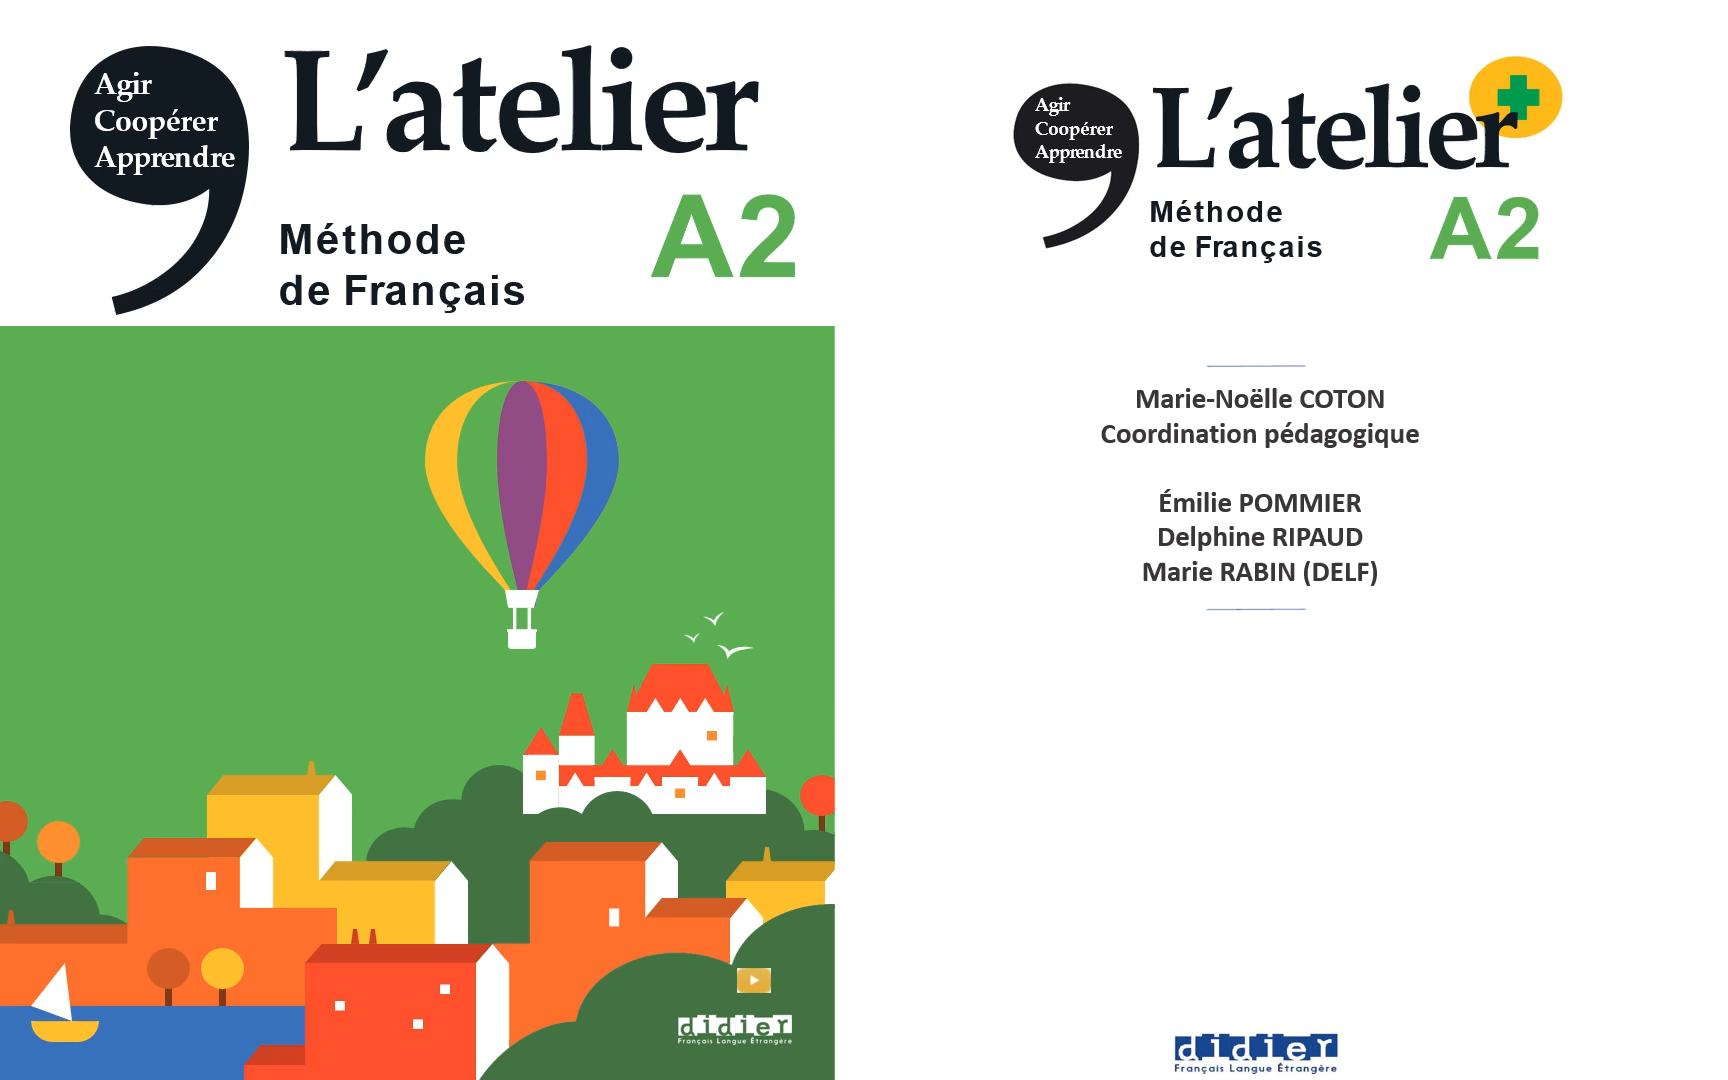 Agir
Coopérer
Apprendre
L’atelier
Méthode
de Français
A2
didier
Français Langue Étrangère
Agir
Coopérer
Apprendre
L’atelier
Méthode
de Français
A2
Marie-Noëlle COTON
Coordination pédagogique
Émilie POMMIER
Delphine RIPAUD
Marie RABIN (DELF)
didier
Français Langue Étrangère